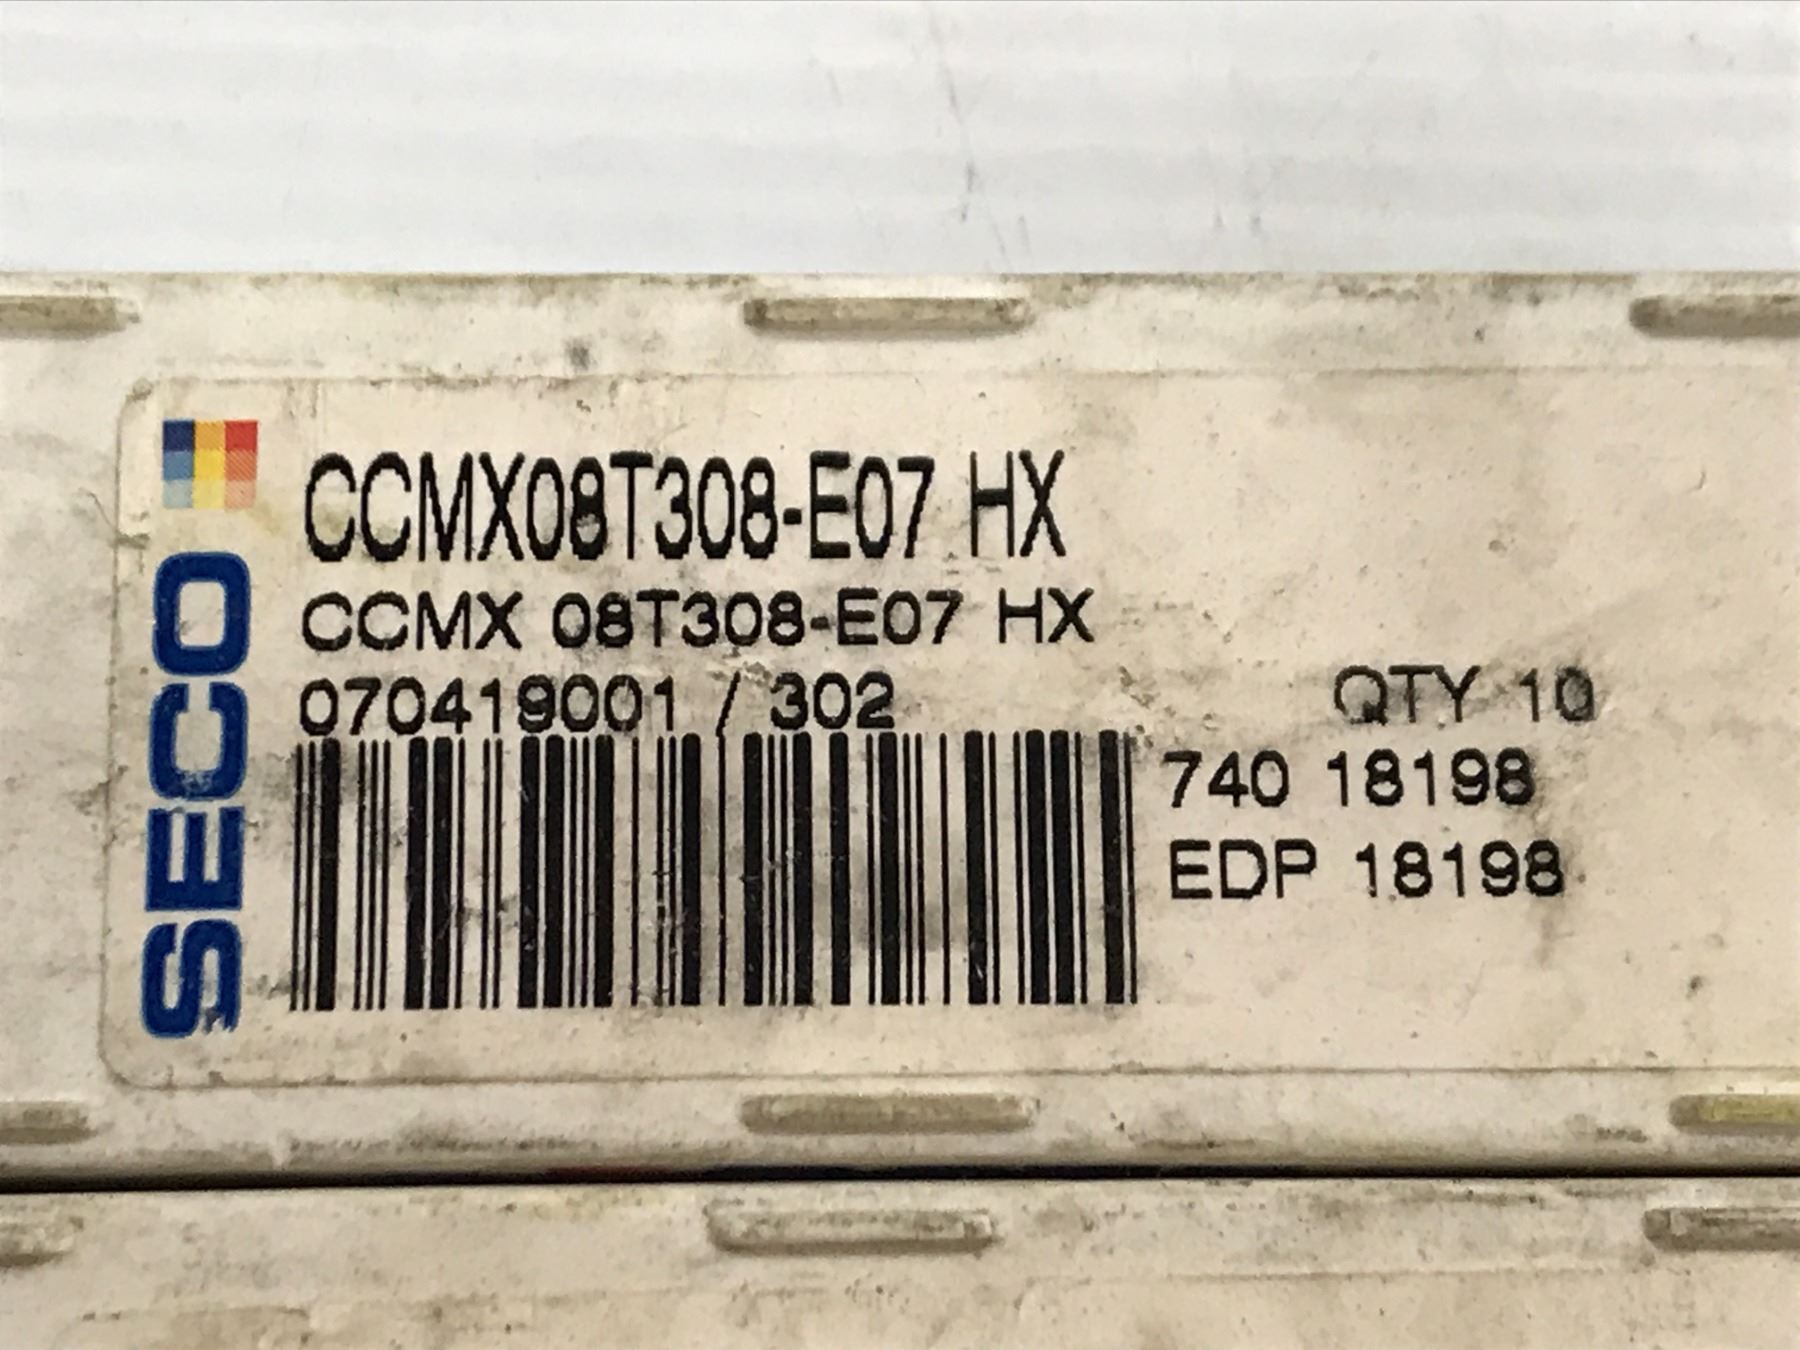 SECO
CCMX08T308-E07 HX
CCMX 08T308-E07 HX
070419001 / 302
QTY 10
740 18198
EDP 18198